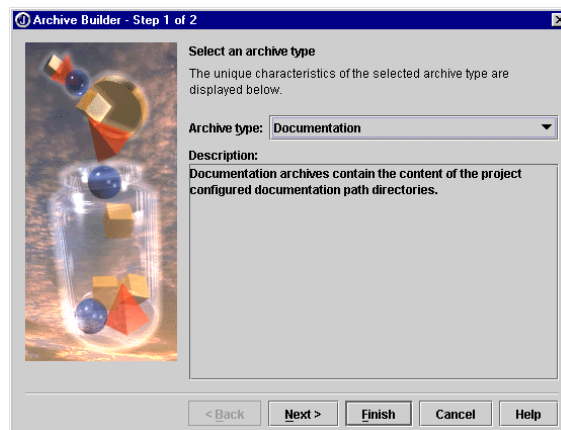 Archive Builder - Step 1 of 2
Select an archive type
The unique characteristics of the selected archive type are
displayed below.
Archive type: Documentation
Description:
Documentation archives contain the content of the project
configured documentation path directories.
< Back Next > Finish Cancel Help